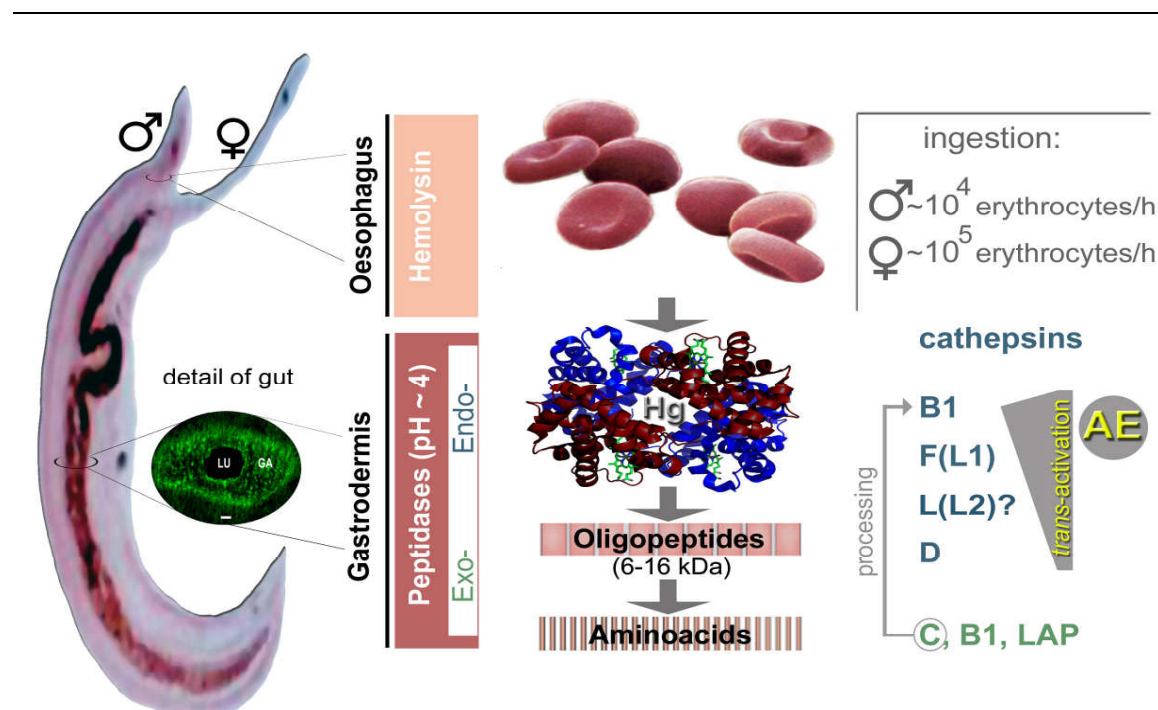 ♂
♀
detail of gut
LU
GA
Oesophagus
Hemolysin
Gastrodermis
Peptidases (pH ~ 4)
Endo-
Exo-
Hg
Oligopeptides
(6-16 kDa)
Aminoacids
ingestion:
♂~10⁴ erythrocytes/h
♀~10⁵ erythrocytes/h
cathepsins
B1
F(L1)
L(L2)?
D
C, B1, LAP
processing
trans-activation
AE